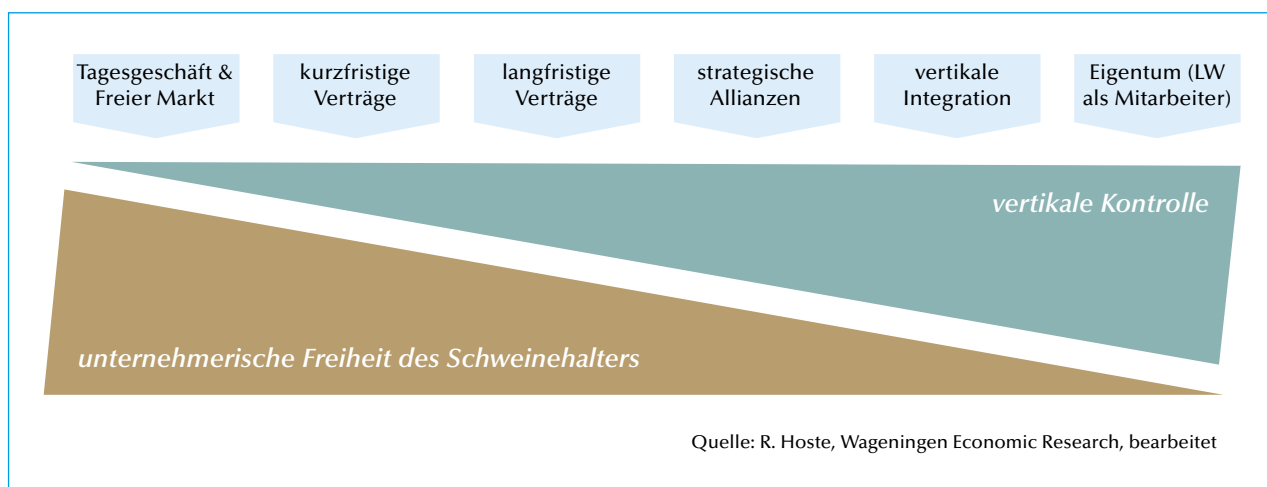 Tagesgeschäft &
Freier Markt
kurzfristige
Verträge
langfristige
Verträge
strategische
Allianzen
vertikale
Integration
Eigentum (LW
als Mitarbeiter)
vertikale Kontrolle
unternehmerische Freiheit des Schweinehalters
Quelle: R. Hoste, Wageningen Economic Research, bearbeitet